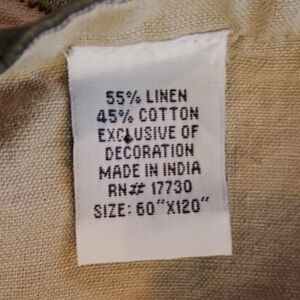 55% LINEN
45% COTTON
EXCLUSIVE OF
DECORATION
MADE IN INDIA
RN# 17730
SIZE: 60"X120"